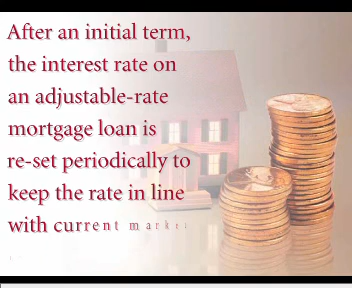 After an initial term,
the interest rate on
an adjustable-rate
mortgage loan is
re-set periodically to
keep the rate in line
with current